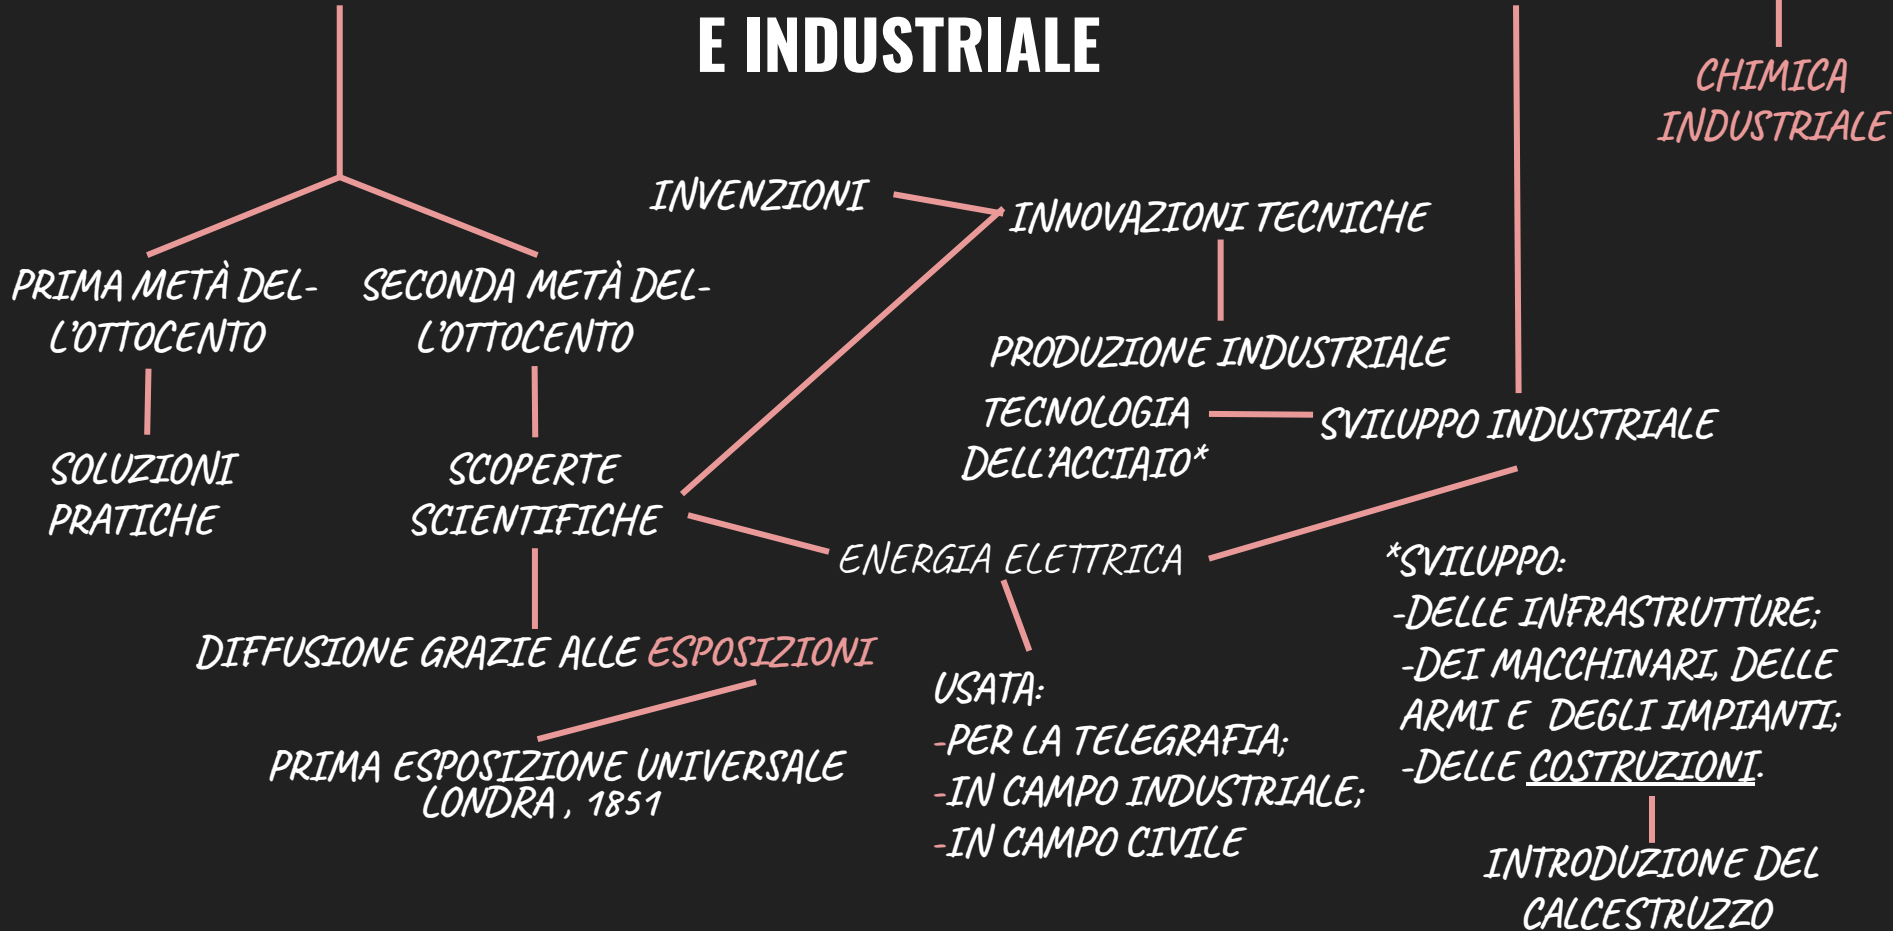 E INDUSTRIALE
CHIMICA
INDUSTRIALE
INVENZIONI
INNOVAZIONI TECNICHE
PRIMA METÀ DEL-
L'OTTOCENTO
SECONDA METÀ DEL-
L'OTTOCENTO
PRODUZIONE INDUSTRIALE
TECNOLOGIA
DELL'ACCIAIO*
SVILUPPO INDUSTRIALE
SOLUZIONI
PRATICHE
SCOPERTE
SCIENTIFICHE
ENERGIA ELETTRICA
*SVILUPPO:
-DELLE INFRASTRUTTURE;
-DEI MACCHINARI, DELLE
ARMI E DEGLI IMPIANTI;
-DELLE COSTRUZIONI.
DIFFUSIONE GRAZIE ALLE ESPOSIZIONI
USATA:
-PER LA TELEGRAFIA;
-IN CAMPO INDUSTRIALE;
-IN CAMPO CIVILE
PRIMA ESPOSIZIONE UNIVERSALE
LONDRA , 1851
INTRODUZIONE DEL
CALCESTRUZZO